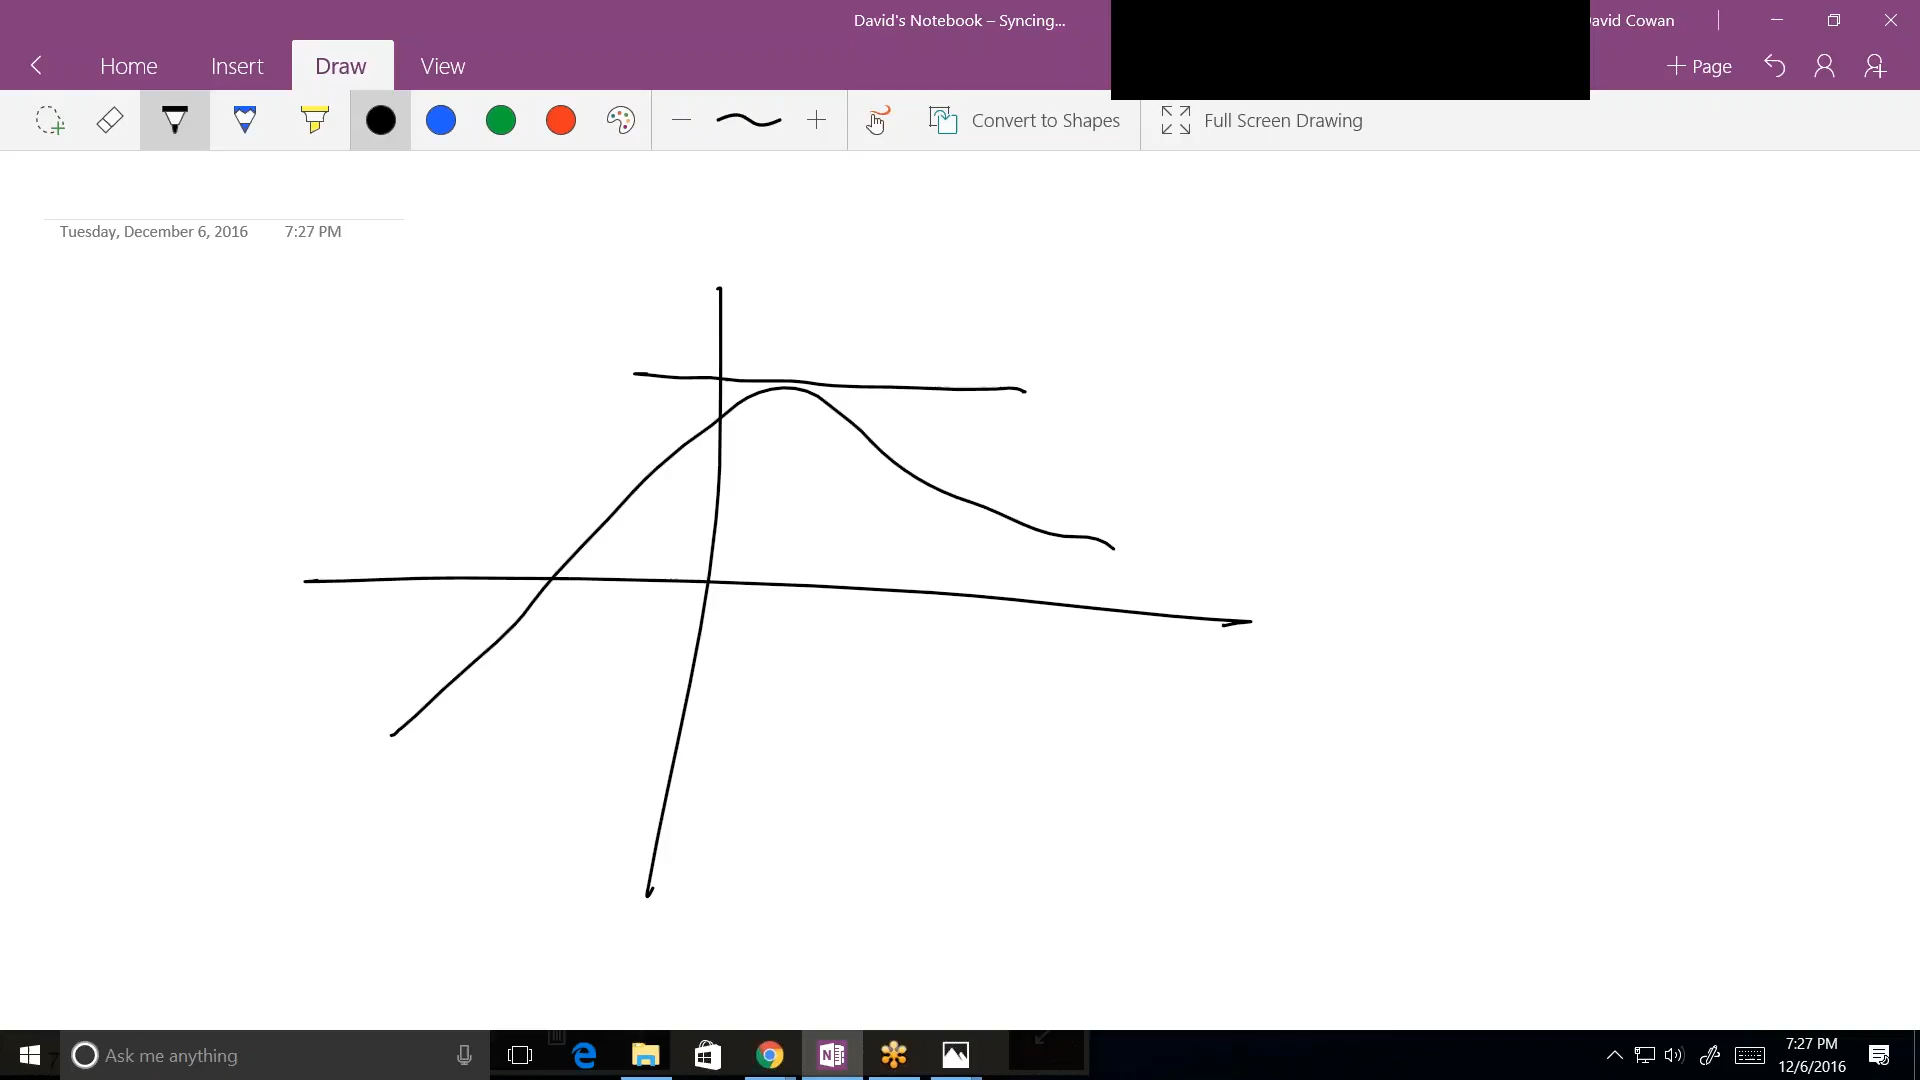 David's Notebook – Syncing...
avid Cowan
Home
Insert
Draw
View
Page
Convert to Shapes
Full Screen Drawing
Tuesday, December 6, 2016 7:27 PM
Ask me anything
7:27 PM
12/6/2016